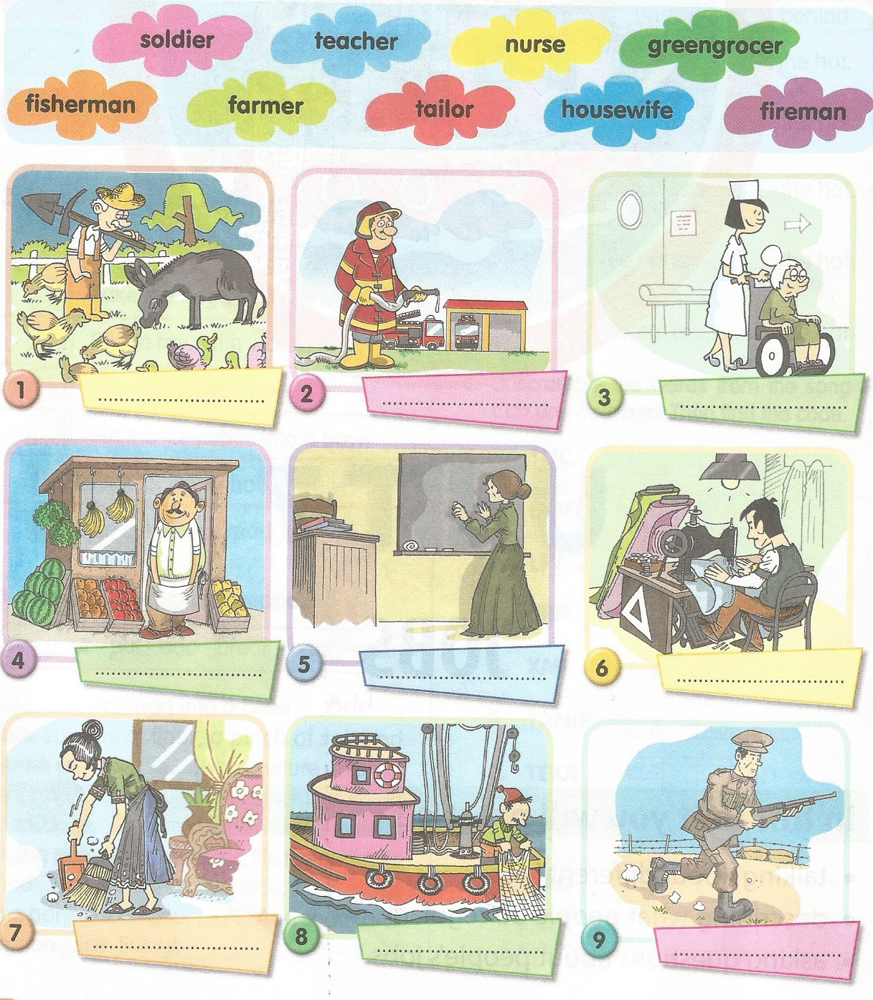 soldier teacher nurse greengrocer
fisherman farmer tailor housewife fireman
1 2 3
4 5 6
7 8 9